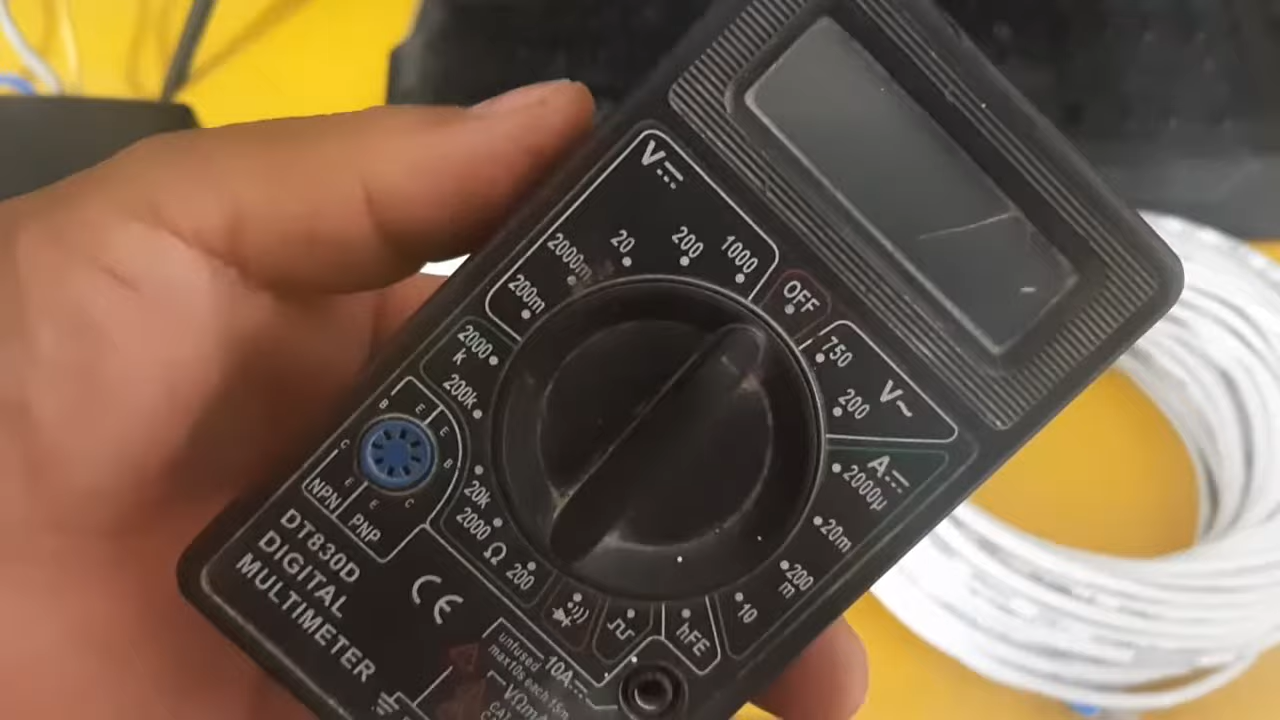 V
2000m 20 200 1000
200m
OFF
750
200
V~
2000
k
200k
A
2000µ
20m
200
m
10
20k
2000
Ω
200
hFE
B E
E
C B
E E C
NPN PNP
DT830D
DIGITAL
MULTIMETER
CE
unfused
max10s each 15m
10A